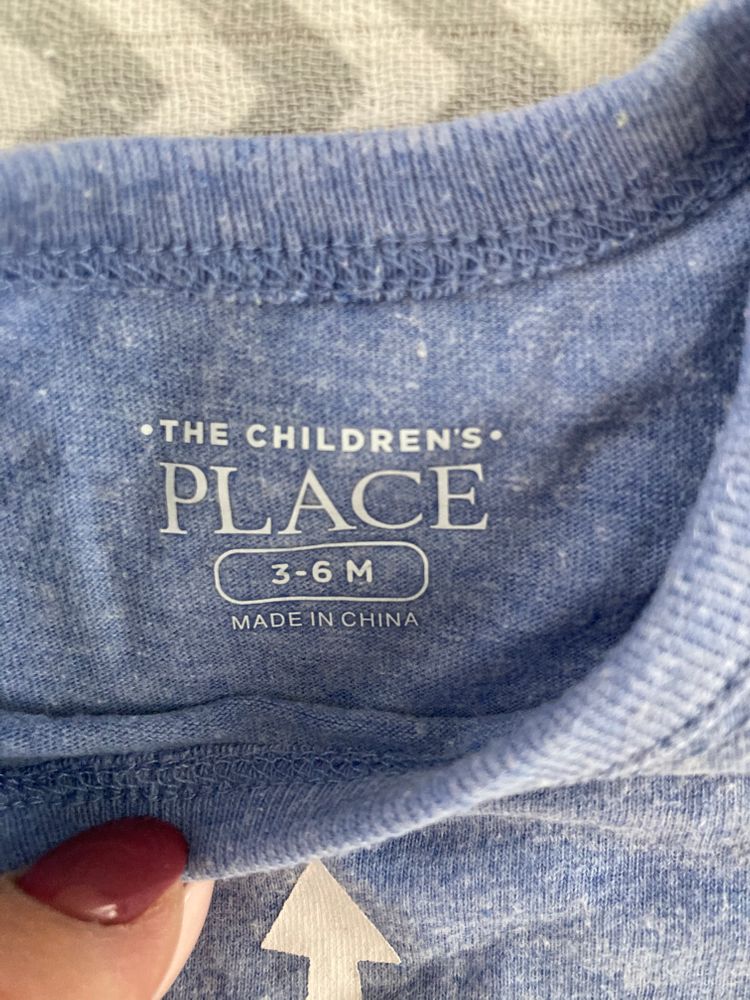 •THE CHILDREN'S•
PLACE
3-6 M
MADE IN CHINA